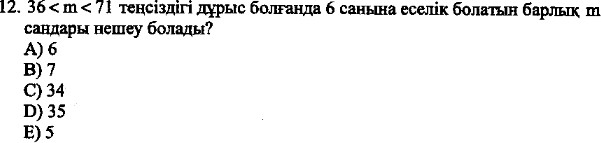 12. 36 < m < 71 теңсіздігі дұрыс болғанда 6 санына еселік болатын барлық m
сандары нешеу болады?
A) 6
B) 7
C) 34
D) 35
E) 5